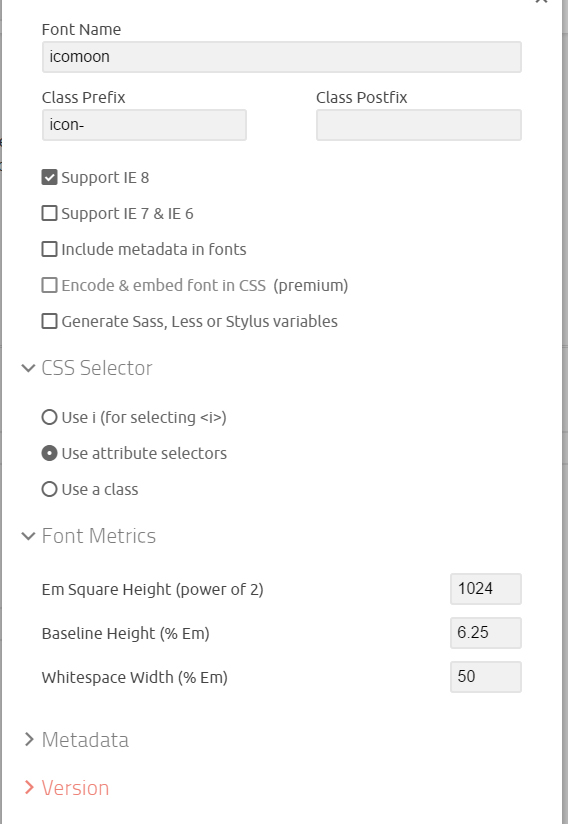 Font Name
icomoon
Class Prefix Class Postfix
icon-
Support IE 8
Support IE 7 & IE 6
Include metadata in fonts
Encode & embed font in CSS (premium)
Generate Sass, Less or Stylus variables
CSS Selector
Use i (for selecting <i>)
Use attribute selectors
Use a class
Font Metrics
Em Square Height (power of 2) 1024
Baseline Height (% Em) 6.25
Whitespace Width (% Em) 50
Metadata
Version